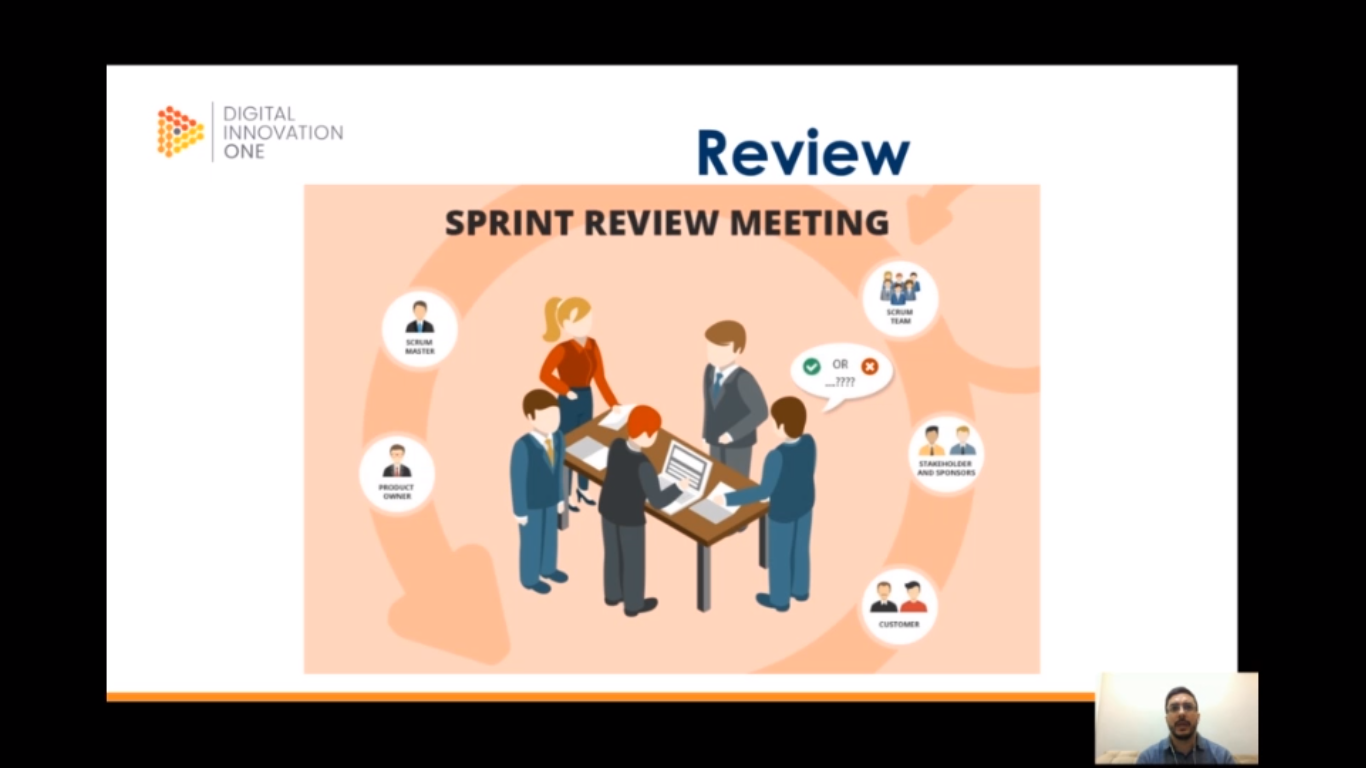 DIGITAL
INNOVATION
ONE
Review
SPRINT REVIEW MEETING
SCRUM
MASTER
PRODUCT
OWNER
SCRUM
TEAM
OR
....????
STAKEHOLDER
AND SPONSORS
CUSTOMER